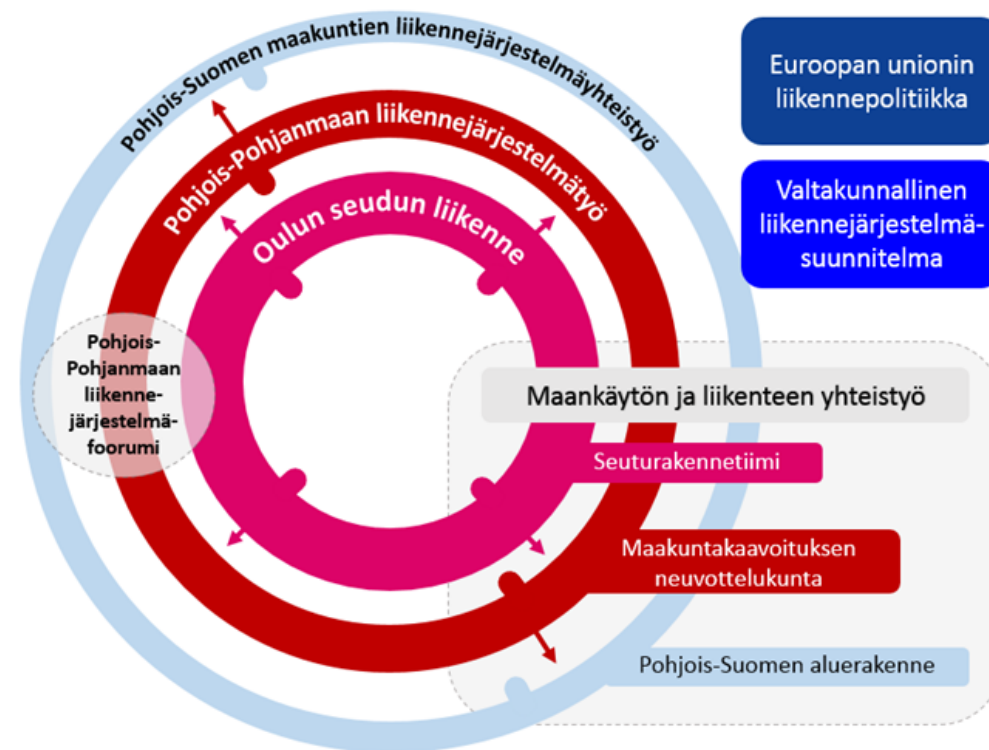 Pohjois-Suomen maakuntien liikennejärjestelmäyhteistyö
Pohjois-Pohjanmaan liikennejärjestelmätyö
Oulun seudun liikenne
Euroopan unionin
liikennepolitiikka
Valtakunnallinen
liikennejärjestelmä-
suunnitelma
Pohjois-
Pohjanmaan
liikenne-
järjestelmä-
foorumi
Maankäytön ja liikenteen yhteistyö
Seuturakennetiimi
Maakuntakaavoituksen
neuvottelukunta
Pohjois-Suomen aluerakenne